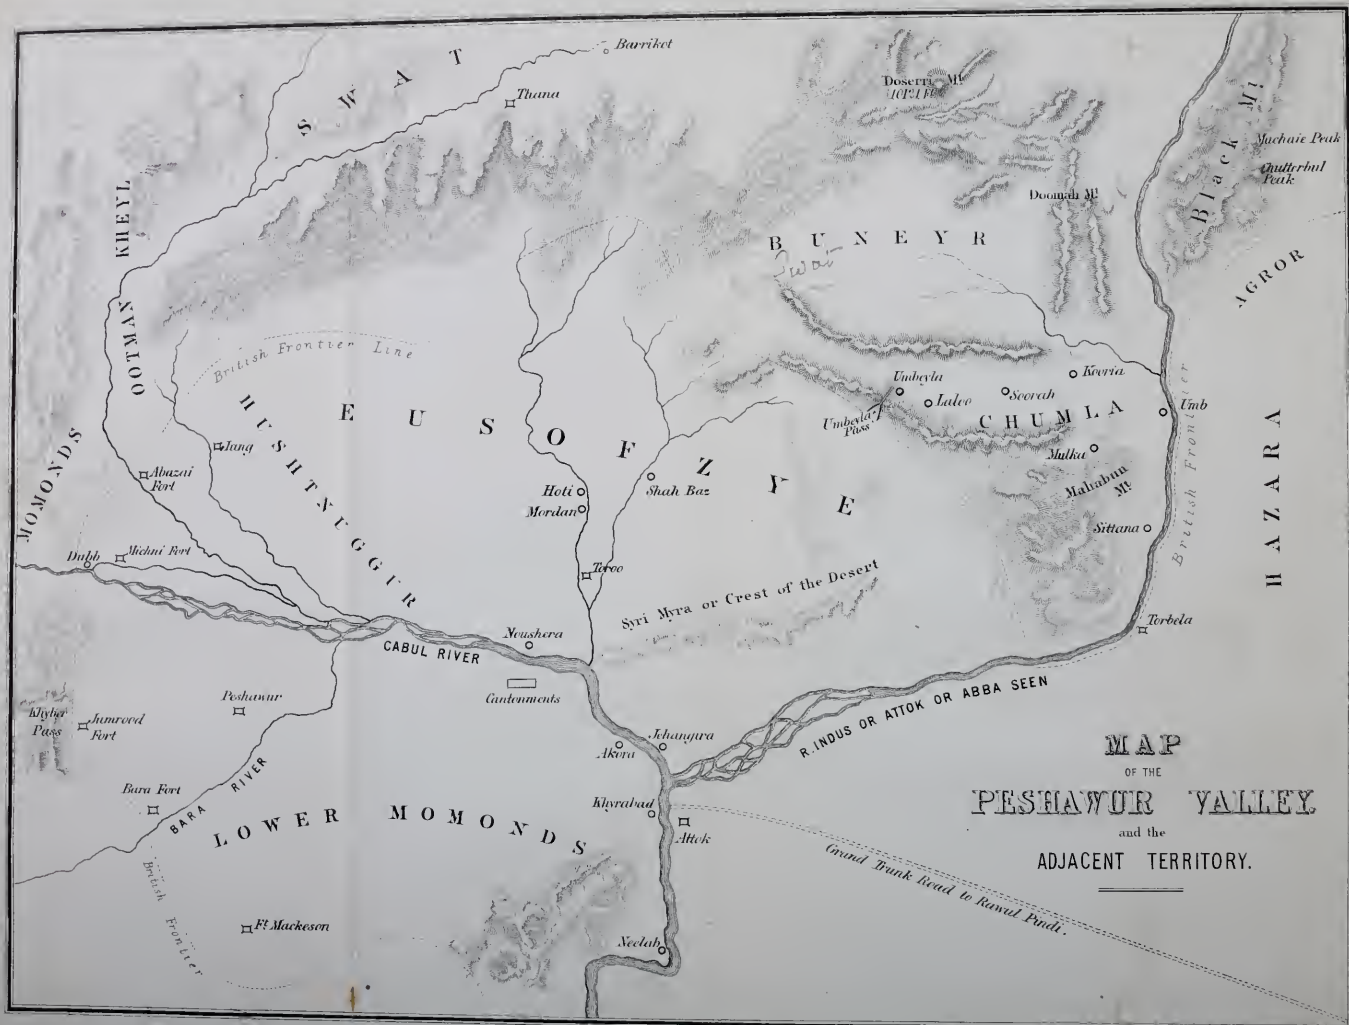 SWAT
Barrikot
Thana
Doserri Mt
Black Mt
Machaie Peak
Chutterbul
Peak
Doomah Mt
OOTMAN KHEYL
BUNEYR
Swat
AGROR
British Frontier Line
HUSHTNUGGUR
EUSOFZYE
Umbeyla
Laloo
Soorah
Kooria
Umbeyla
Pass
CHUMLA
Umb
British Frontier
HAZARA
MOMONDS
Jang
Abazai
Fort
Hoti
Mordan
Shah Baz
Mulka
Mahabun
Mt
Sittana
Dubb
Michni Fort
Toroo
Syri Myra or Crest of the Desert
Torbela
Noushera
CABUL RIVER
Cantonments
Peshawur
Khyber
Pass
Jumrood
Fort
R. INDUS OR ATTOK OR ABBA SEEN
Jehangira
Akora
Bara Fort
BARA RIVER
Khyrabad
Attok
LOWER MOMONDS
British Frontier
Ft Mackeson
Neelab
Grand Trunk Road to Rawul Pindi.
MAP
OF THE
PESHAWUR VALLEY.
and the
ADJACENT TERRITORY.